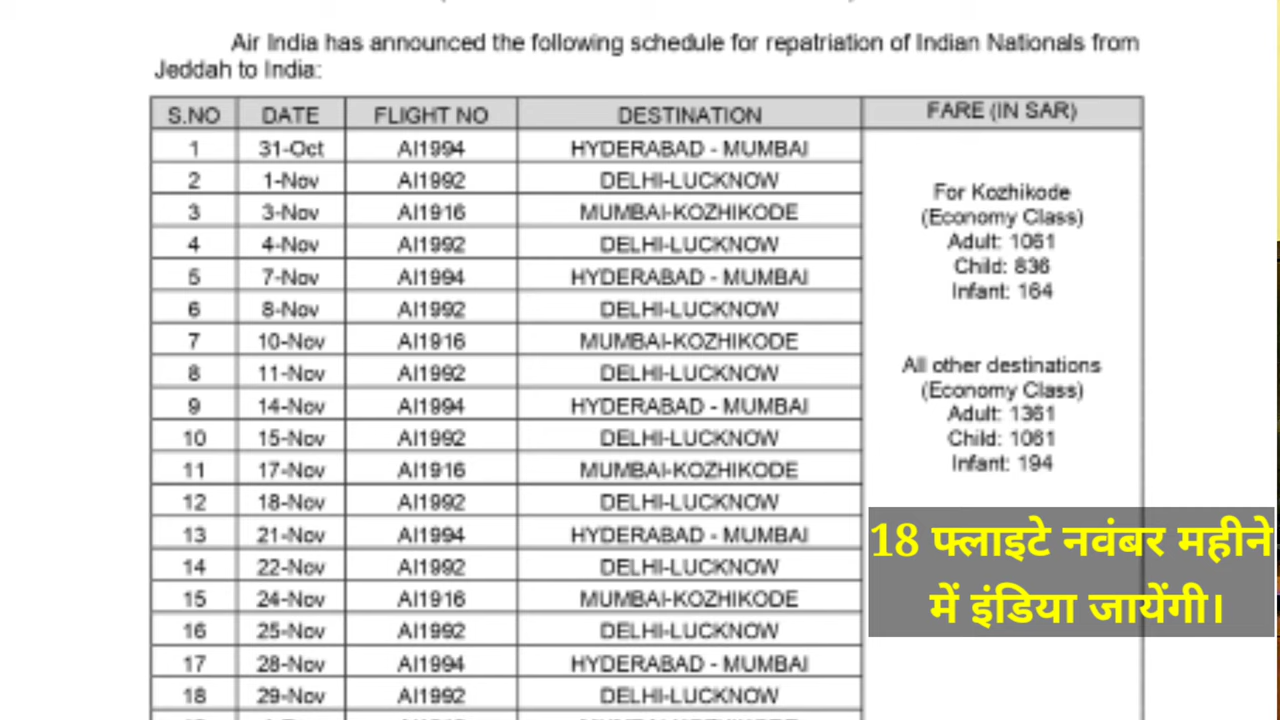 Air India has announced the following schedule for repatriation of Indian Nationals from
Jeddah to India:
S.NO DATE FLIGHT NO DESTINATION FARE (IN SAR)
1 31-Oct AI1994 HYDERABAD - MUMBAI
2 1-Nov AI1992 DELHI-LUCKNOW
3 3-Nov AI1916 MUMBAI-KOZHIKODE
4 4-Nov AI1992 DELHI-LUCKNOW
5 7-Nov AI1994 HYDERABAD - MUMBAI
6 8-Nov AI1992 DELHI-LUCKNOW
7 10-Nov AI1916 MUMBAI-KOZHIKODE
8 11-Nov AI1992 DELHI-LUCKNOW
9 14-Nov AI1994 HYDERABAD - MUMBAI
10 15-Nov AI1992 DELHI-LUCKNOW
11 17-Nov AI1916 MUMBAI-KOZHIKODE
12 18-Nov AI1992 DELHI-LUCKNOW
13 21-Nov AI1994 HYDERABAD - MUMBAI
14 22-Nov AI1992 DELHI-LUCKNOW
15 24-Nov AI1916 MUMBAI-KOZHIKODE
16 25-Nov AI1992 DELHI-LUCKNOW
17 28-Nov AI1994 HYDERABAD - MUMBAI
18 29-Nov AI1992 DELHI-LUCKNOW
For Kozhikode
(Economy Class)
Adult: 1061
Child: 836
Infant: 164
All other destinations
(Economy Class)
Adult: 1361
Child: 1061
Infant: 194
18 फ्लाइटे नवंबर महीने
में इंडिया जायेंगी।